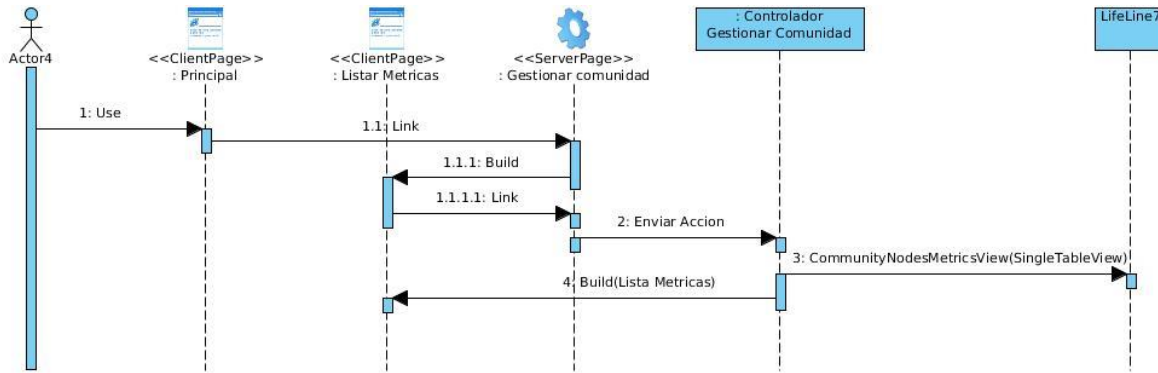 : Controlador
Gestionar Comunidad
LifeLine7
Actor4
<<ClientPage>>
: Principal
<<ClientPage>>
: Listar Metricas
<<ServerPage>>
: Gestionar comunidad
1: Use
1.1: Link
1.1.1: Build
1.1.1.1: Link
2: Enviar Accion
3: CommunityNodesMetricsView(SingleTableView)
4: Build(Lista Metricas)